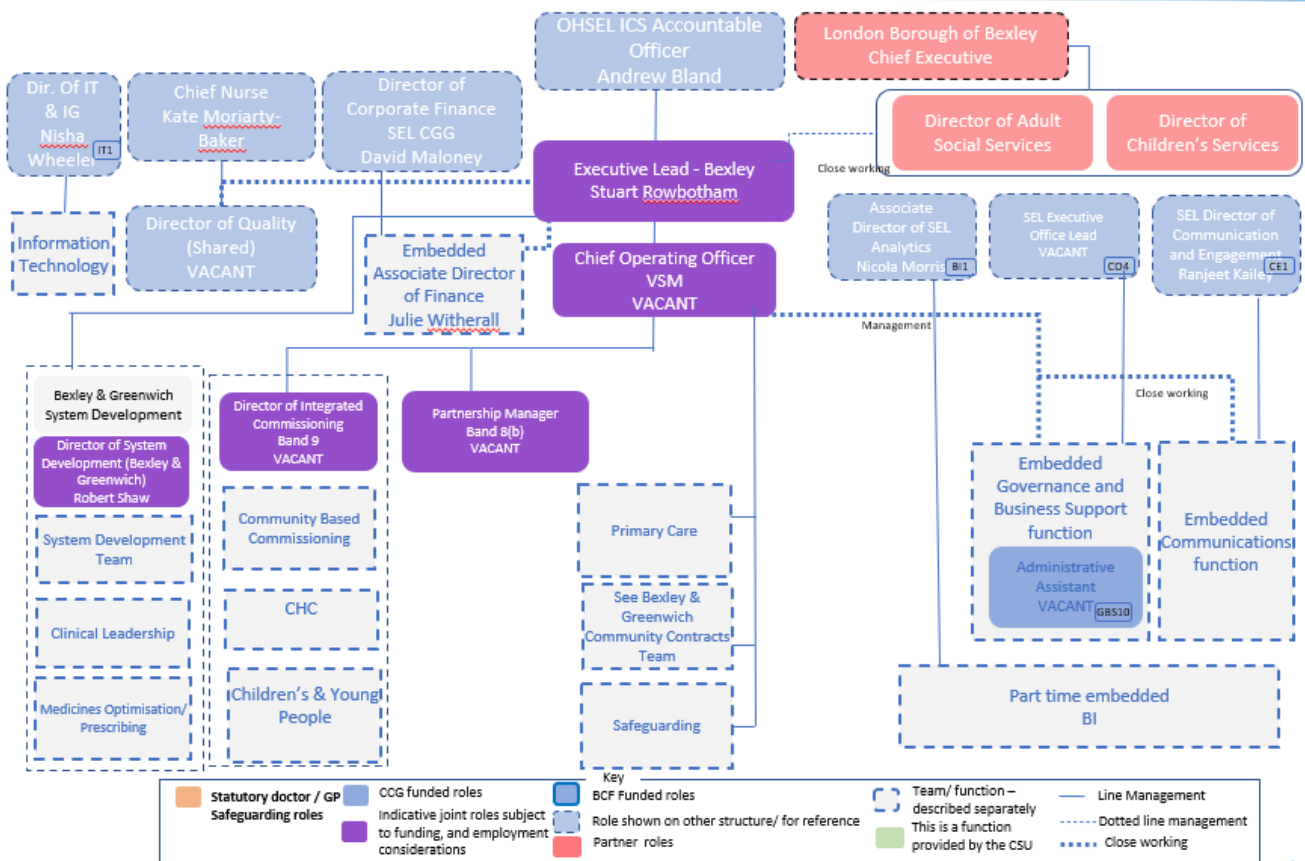 OHSEL ICS Accountable
Officer
Andrew Bland
London Borough of Bexley
Chief Executive
Dir. Of IT
& IG
Nisha
Wheeler
IT1
Chief Nurse
Kate Moriarty-
Baker
Director of
Corporate Finance
SEL CGG
David Maloney
Director of Adult
Social Services
Director of
Children's Services
Close working
Executive Lead - Bexley
Stuart Rowbotham
Information
Technology
Director of Quality
(Shared)
VACANT
Embedded
Associate Director
of Finance
Julie Witherall
Chief Operating Officer
VSM
VACANT
Associate
Director of SEL
Analytics
Nicola Morris
BI1
SEL Executive
Office Lead
VACANT
CO4
SEL Director of
Communication
and Engagement
Ranjeet Kailey
CE1
Management
Close working
Bexley & Greenwich
System Development
Director of System
Development (Bexley &
Greenwich)
Robert Shaw
System Development
Team
Clinical Leadership
Medicines Optimisation/
Prescribing
Director of Integrated
Commissioning
Band 9
VACANT
Community Based
Commissioning
CHC
Children's & Young
People
Partnership Manager
Band 8(b)
VACANT
Primary Care
See Bexley &
Greenwich
Community Contracts
Team
Safeguarding
Embedded
Governance and
Business Support
function
Administrative
Assistant
VACANT
GBS10
Embedded
Communications
function
Part time embedded
BI
Key
Statutory doctor / GP
Safeguarding roles
CCG funded roles
Indicative joint roles subject
to funding, and employment
considerations
BCF Funded roles
Role shown on other structure/ for reference
Partner roles
Team/ function –
described separately
This is a function
provided by the CSU
Line Management
Dotted line management
Close working